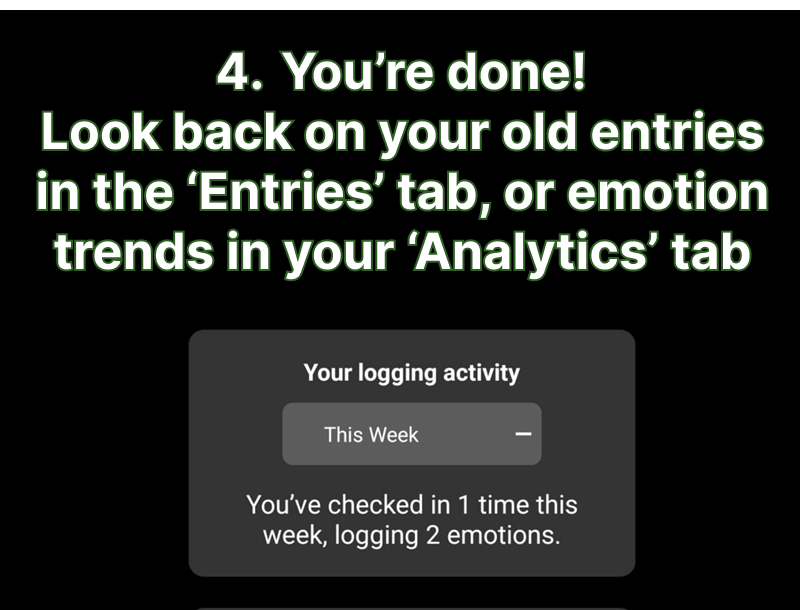 4. You’re done!
Look back on your old entries
in the ‘Entries’ tab, or emotion
trends in your ‘Analytics’ tab
Your logging activity
This Week
You’ve checked in 1 time this
week, logging 2 emotions.